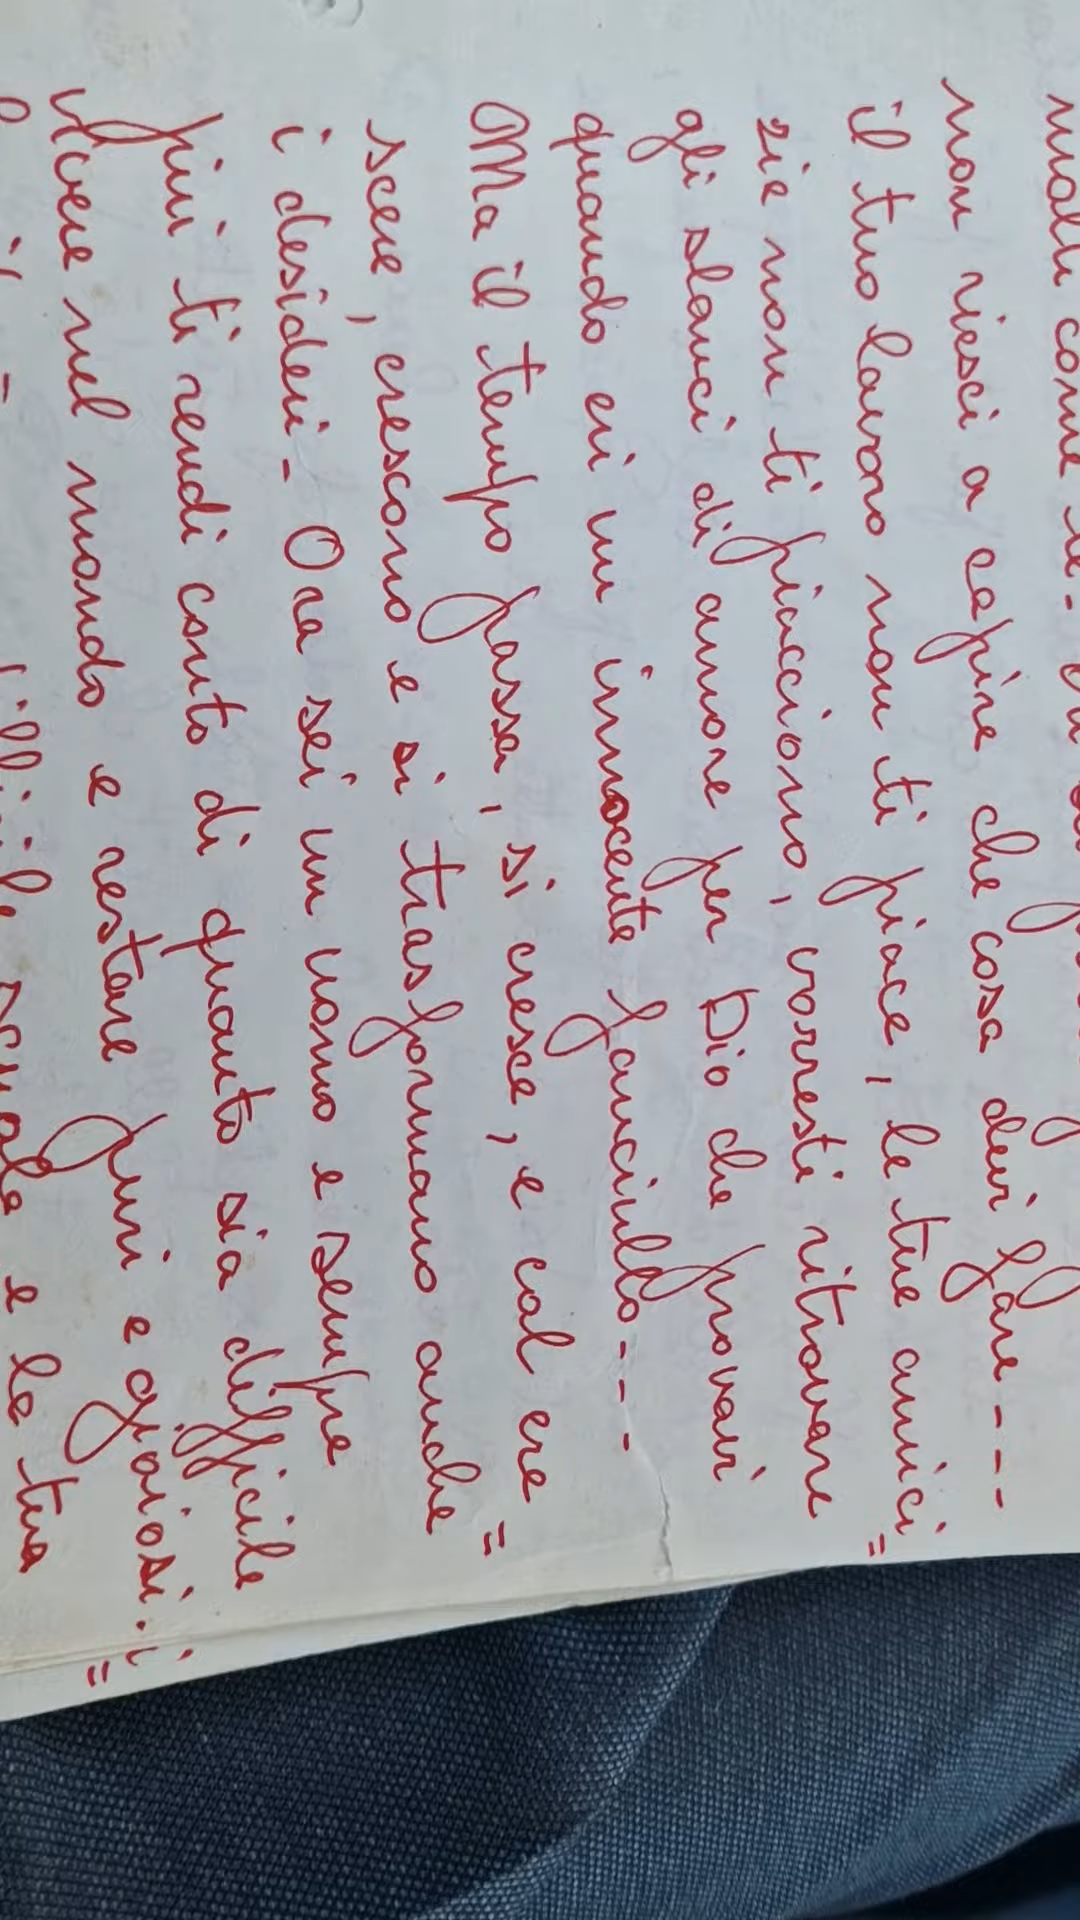 non riesci a capire che cosa devi fare---
il tuo lavoro non ti piace, le tue amici=
zie non ti piacciono, vorresti ritrovare
gli slanci di amore per Dio che provavi
quando eri un innocente fanciullo---
Ma il tempo passa, si cresce, e col cre=
scere, crescono e si trasformano anche
i desideri- Ora sei un uomo e sempre
più ti rendi conto di quanto sia difficile
vivere nel mondo e restare puri e gioiosi.i=
e la tua